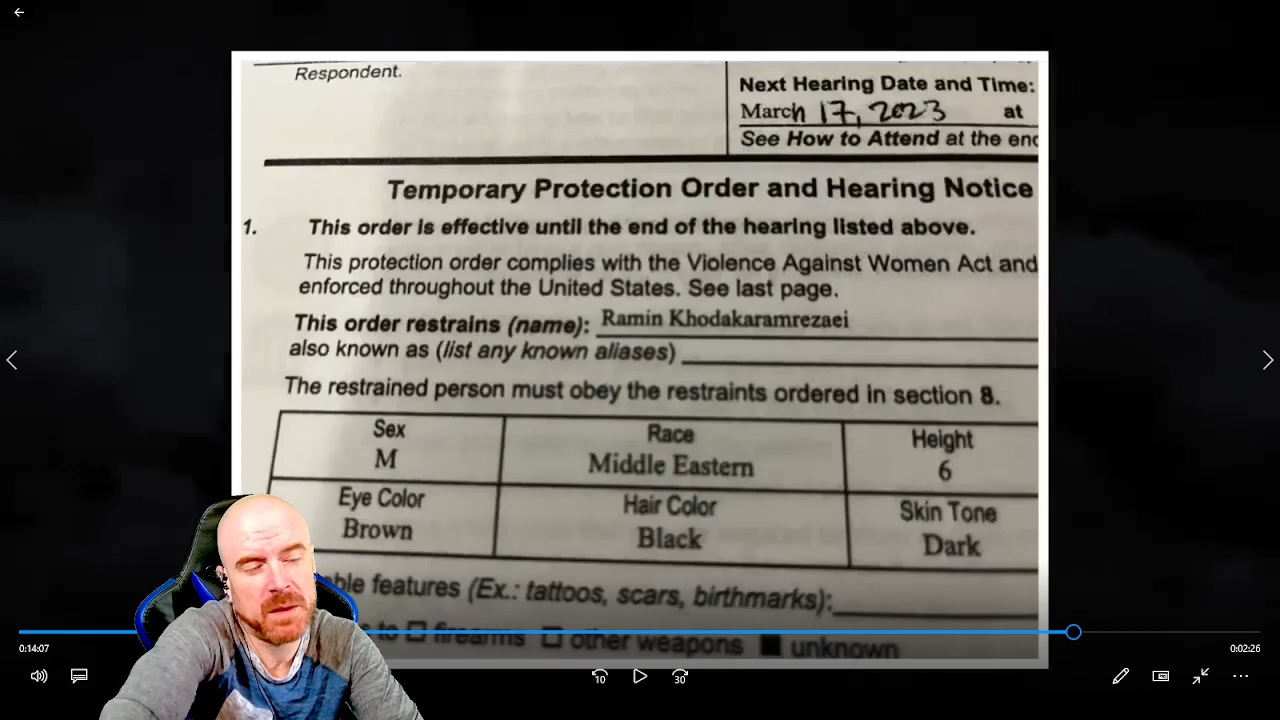 Respondent.
Next Hearing Date and Time:
March 17, 2023 at
See How to Attend at the end
Temporary Protection Order and Hearing Notice
1. This order is effective until the end of the hearing listed above.
This protection order complies with the Violence Against Women Act and
enforced throughout the United States. See last page.
This order restrains (name): Ramin Khodakaramrezaei
also known as (list any known aliases)
The restrained person must obey the restraints ordered in section 8.
Sex Race Height
M Middle Eastern 6
Eye Color Hair Color Skin Tone
Brown Black Dark
able features (Ex.: tattoos, scars, birthmarks):
s to firearms other weapons unknown
0:14:07 0:02:26
10 30